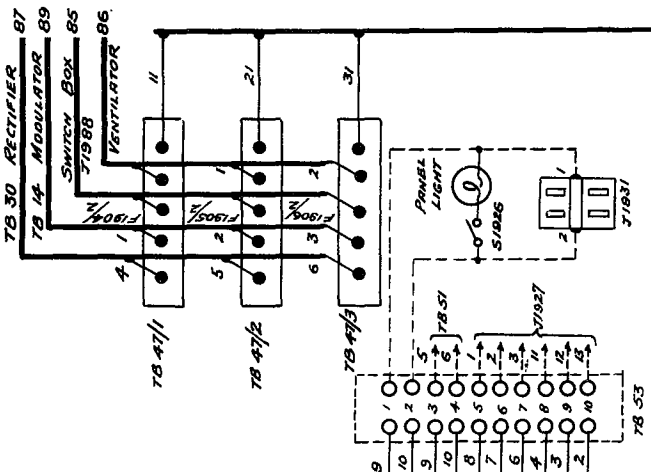 TB 30 RECTIFIER 87
TB 14 MODULATOR 89
SWITCH BOX 85
J1988
VENTILATOR 86
11
21
31
F1904/2
F1905/2
F1906/2
1
2
4
1
2
3
5
6
TB 47/1
TB 47/2
TB 47/3
PANEL
LIGHT
S1926
1
2
J1931
TB 51
J1927
5
6
1
2
3
11
12
13
1
2
3
4
5
6
7
8
9
10
TB 53
9
10
9
10
8
7
6
4
3
2